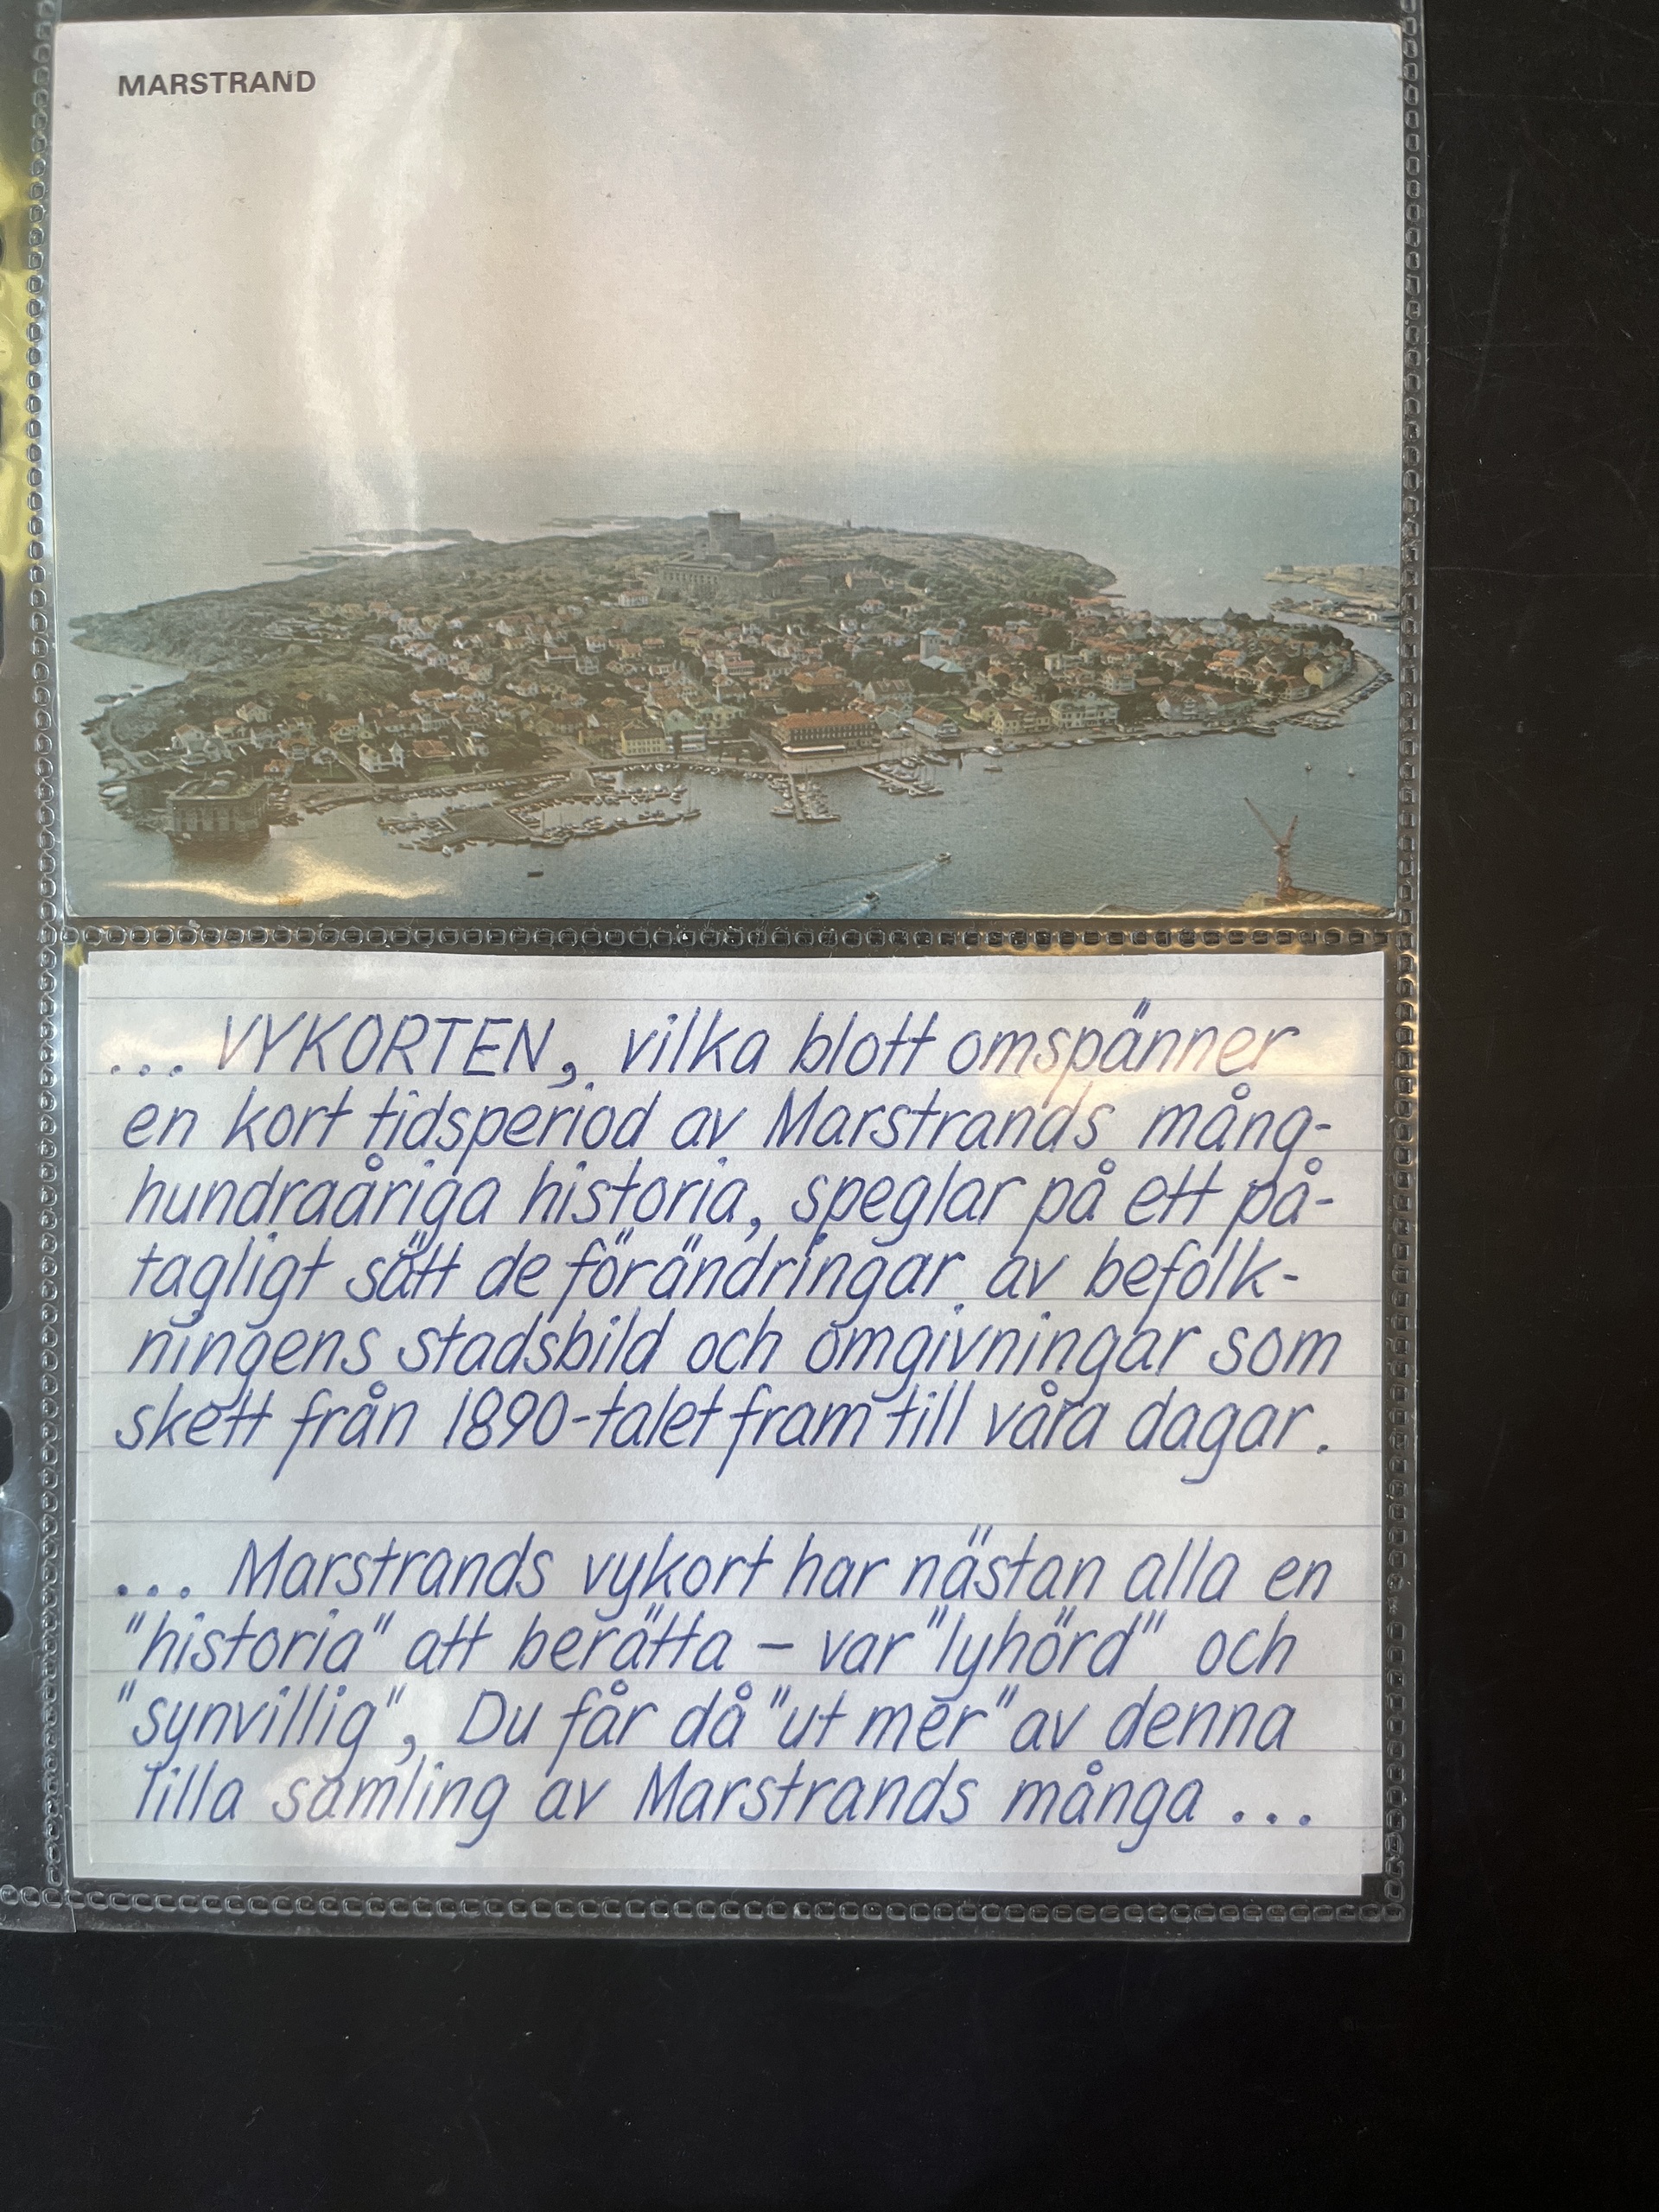 MARSTRAND
... VYKORTEN, vilka blott omspänner
en kort tidsperiod av Marstrands mång-
hundraåriga historia, speglar på ett på-
tagligt sätt de förändringar av befolk-
ningens stadsbild och omgivningar som
skett från 1890-talet fram till våra dagar.
... Marstrands vykort har nästan alla en
"historia" att berätta – var "lyhörd" och
"synvillig", Du får då "ut mer" av denna
lilla samling av Marstrands många ...